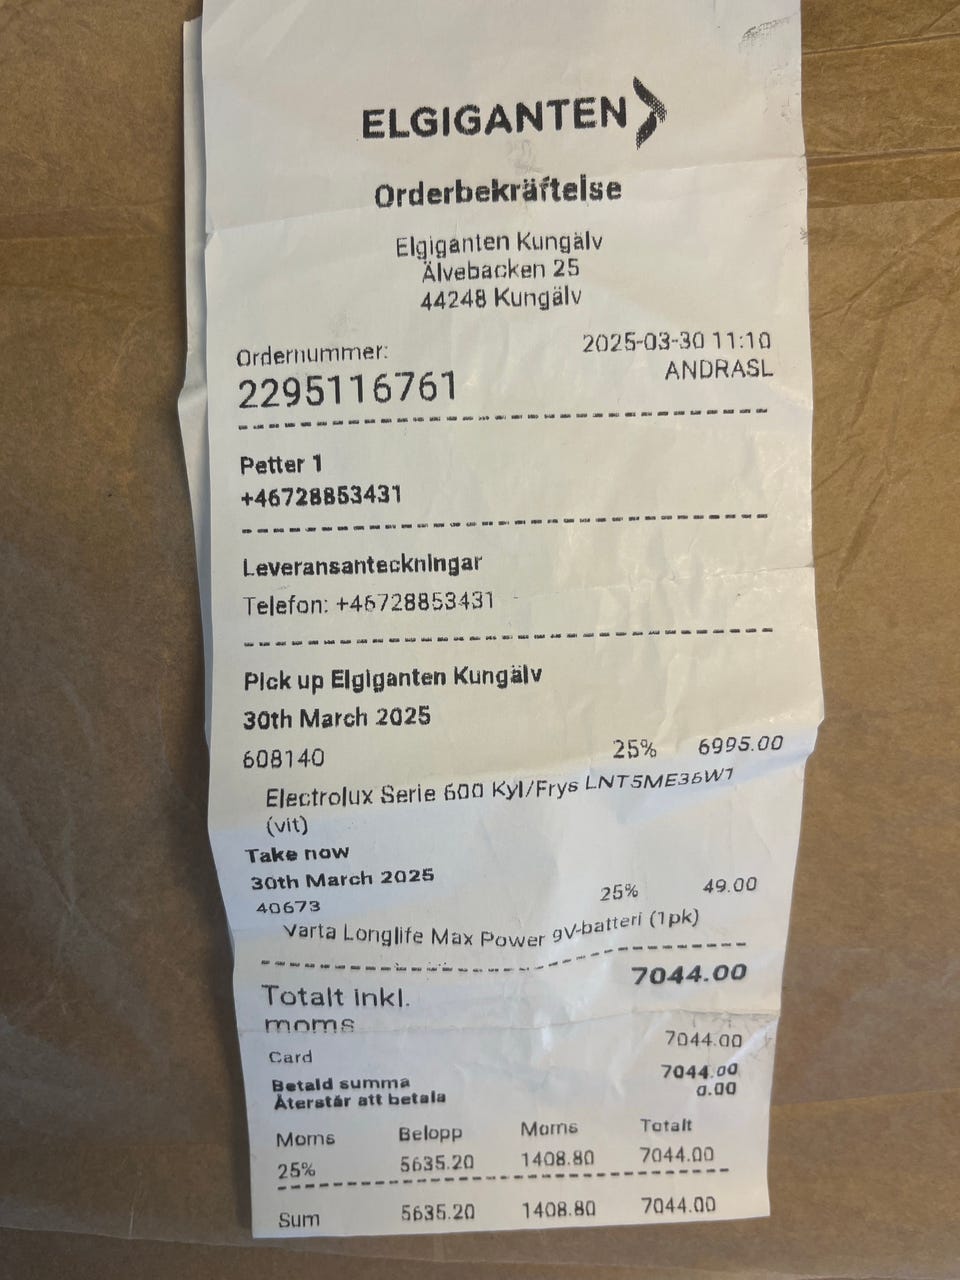 ELGIGANTEN
Orderbekräftelse
Elgiganten Kungälv
Älvebacken 25
44248 Kungälv
Ordernummer: 2025-03-30 11:10
2295116761 ANDRASL
Petter 1
+46728853431
Leveransanteckningar
Telefon: +46728853431
Pick up Elgiganten Kungälv
30th March 2025
608140 25% 6995.00
Electrolux Serie 600 Kyl/Frys LNT5ME36W1
(vit)
Take now
30th March 2025
40673 25% 49.00
Varta Longlife Max Power 9V-batteri (1pk)
Totalt inkl. 7044.00
moms
Card 7044.00
Betald summa 7044.00
Återstår att betala 0.00
Moms Belopp Moms Totalt
25% 5635.20 1408.80 7044.00
Sum 5635.20 1408.80 7044.00